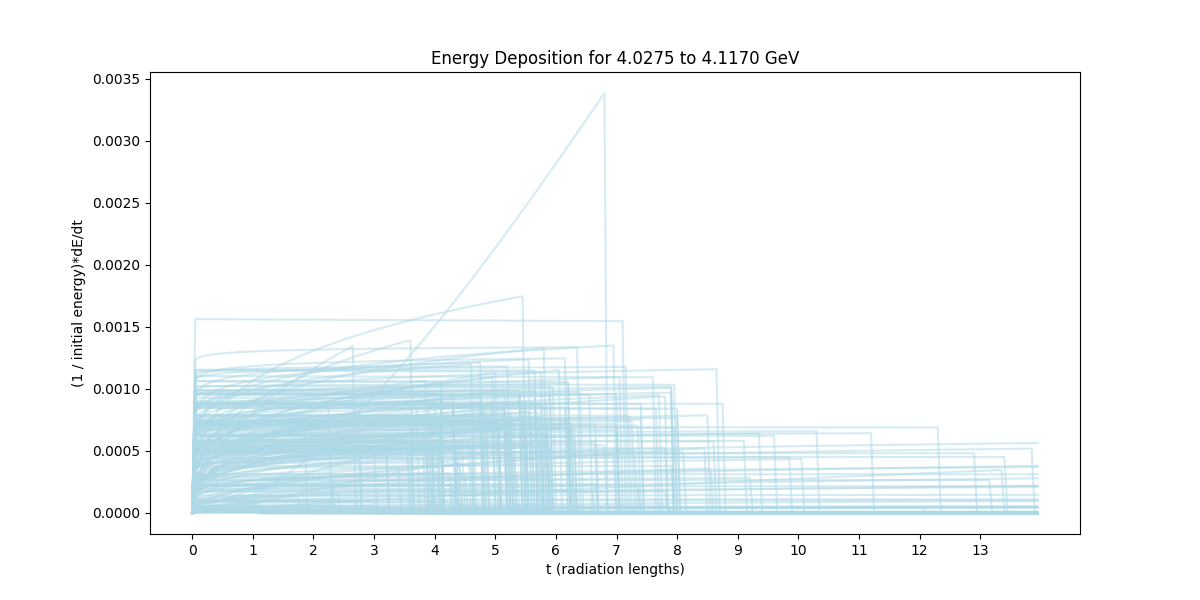 Energy Deposition for 4.0275 to 4.1170 GeV
(1 / initial energy)*dE/dt
0.0035
0.0030
0.0025
0.0020
0.0015
0.0010
0.0005
0.0000
0 1 2 3 4 5 6 7 8 9 10 11 12 13
t (radiation lengths)